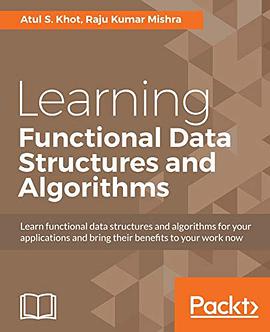 Atul S. Khot, Raju Kumar Mishra
Learning
Functional Data
Structures and
Algorithms
Learn functional data structures and algorithms for your
applications and bring their benefits to your work now
Packt>